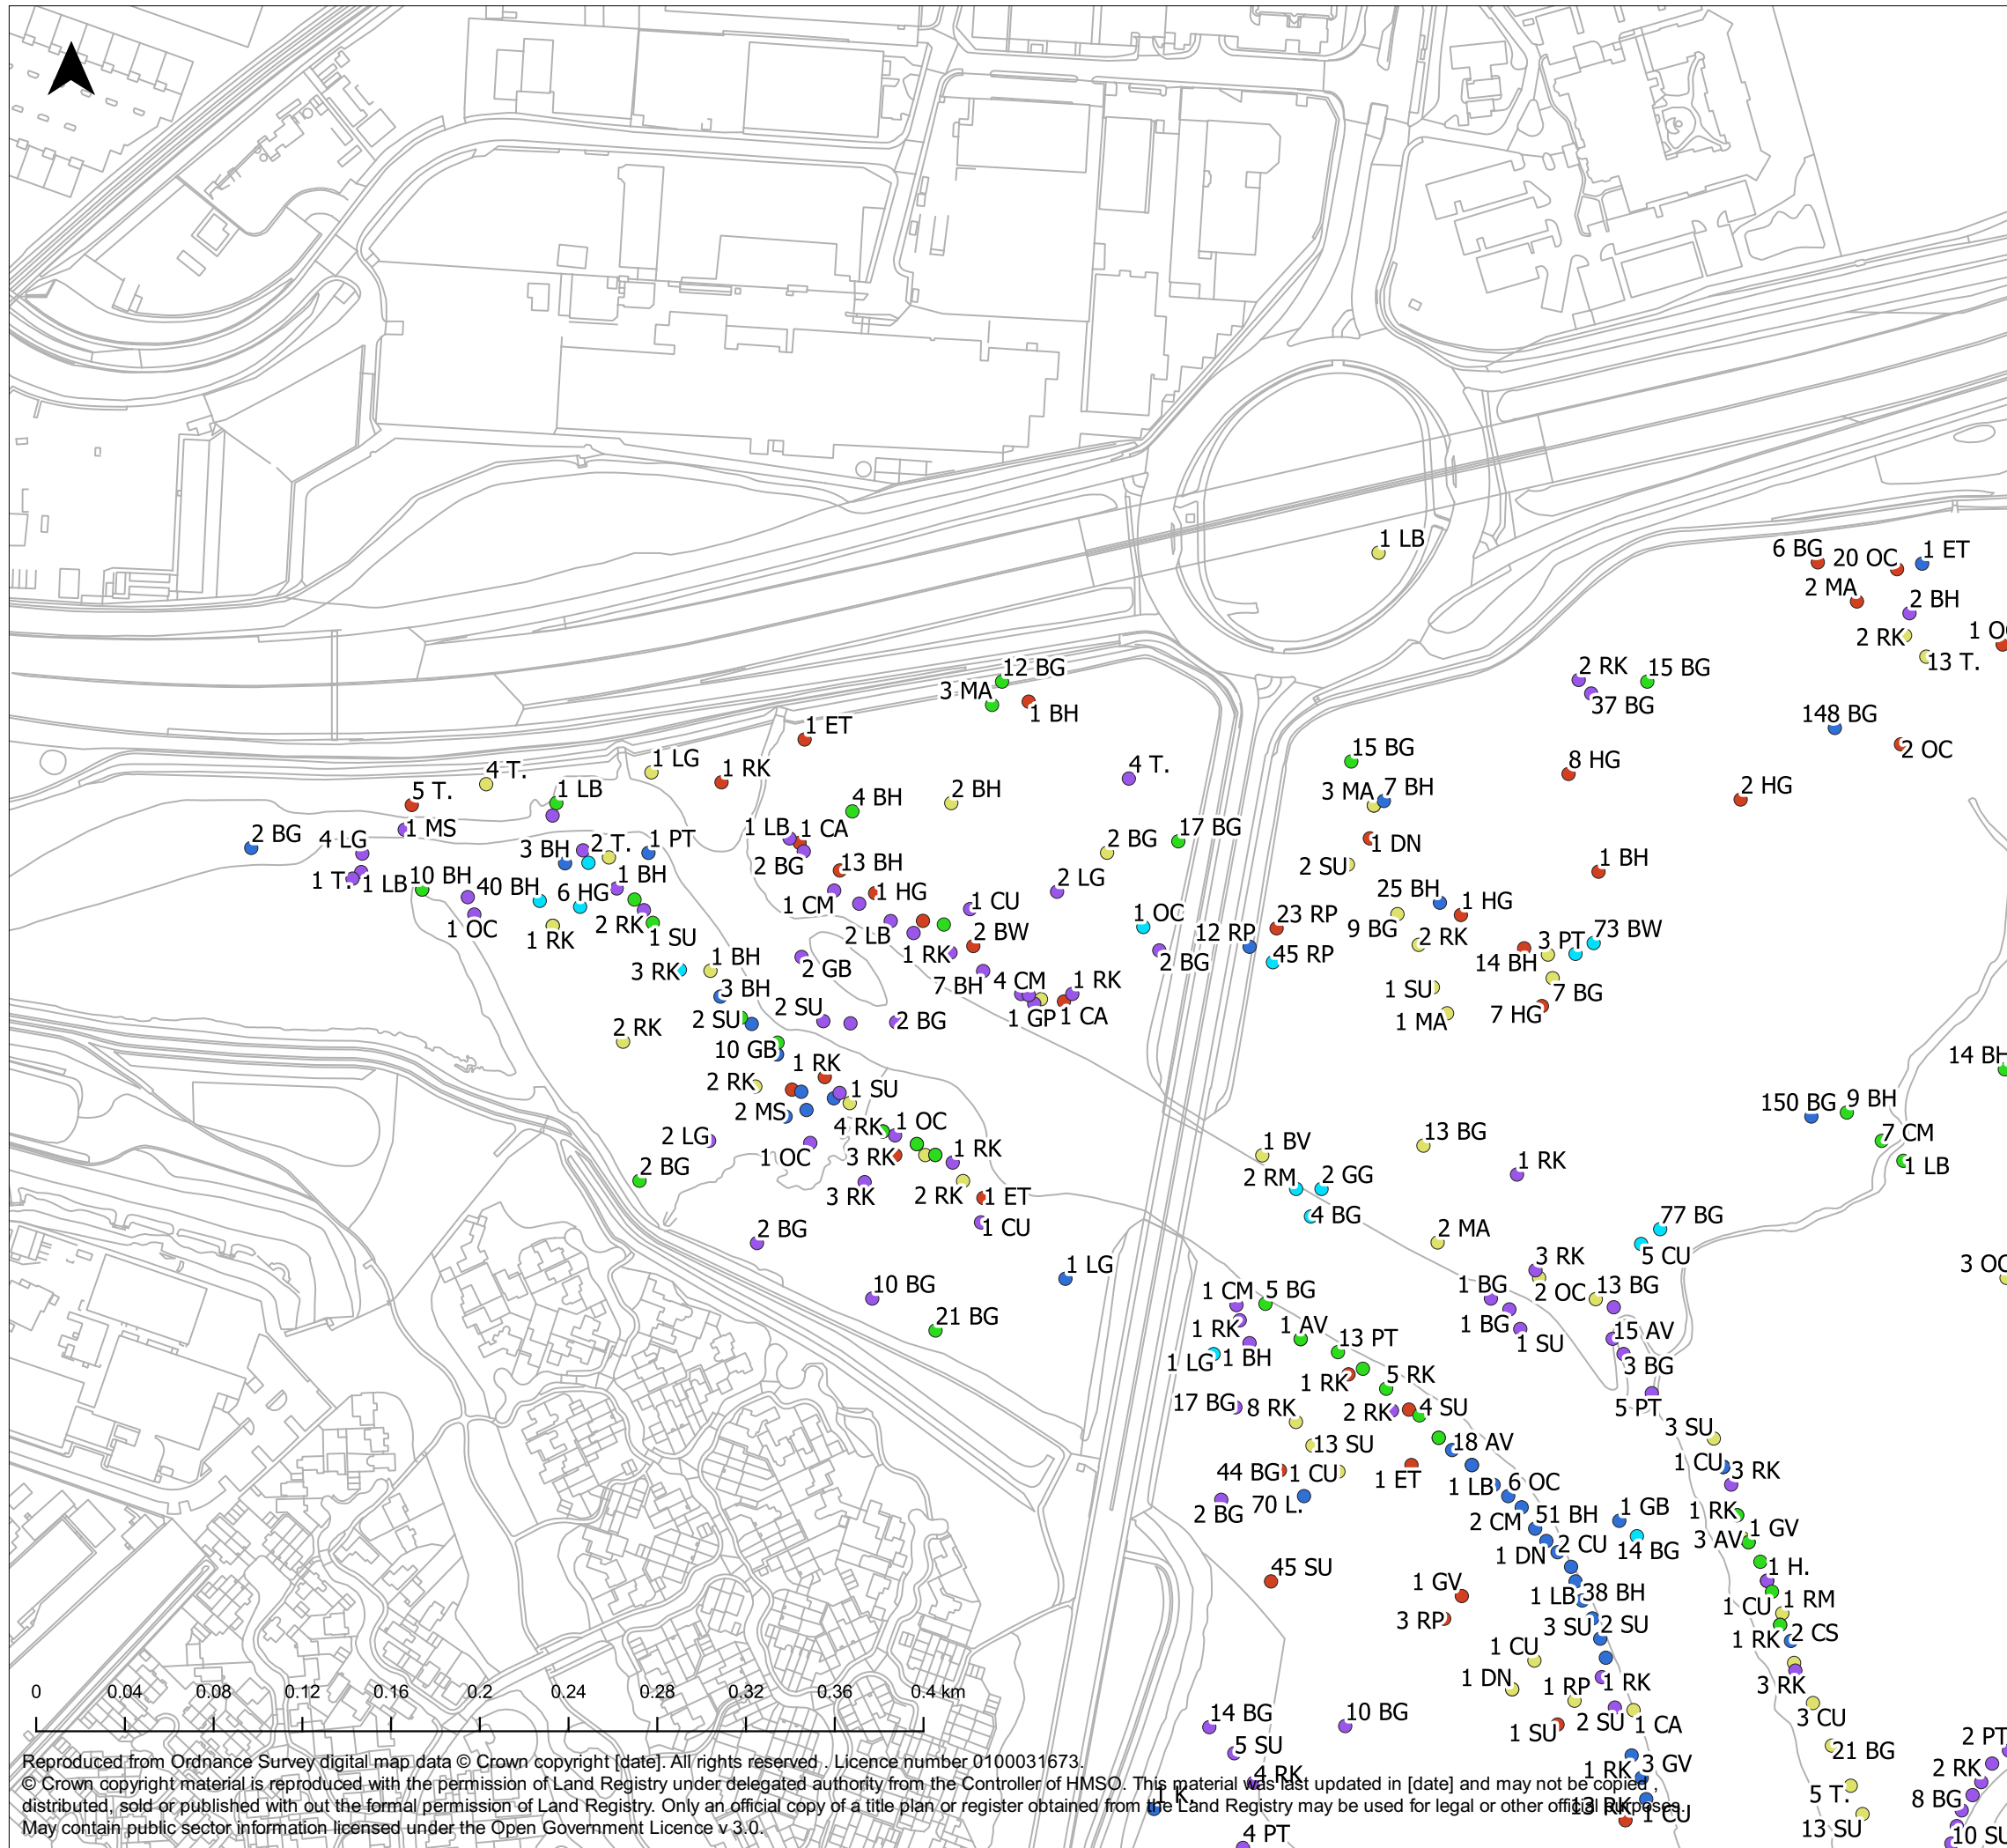 1 LB
6 BG
20 OC
1 ET
2 MA
2 BH
2 RK
13 T.
12 BG
3 MA
1 BH
2 RK
15 BG
37 BG
148 BG
2 OC
1 ET
1 LG
1 RK
4 T.
5 T.
4 T.
1 LB
4 BH
2 BH
15 BG
3 MA
7 BH
8 HG
2 HG
2 BG
4 LG
1 MS
3 BH
2 T.
1 PT
1 LB
1 CA
2 BG
13 BH
2 BG
17 BG
1 DN
2 SU
1 BH
1 T.
1 LB
10 BH
40 BH
6 HG
1 BH
1 CM
1 HG
1 CU
2 LG
25 BH
1 HG
1 OC
1 RK
2 RK
1 SU
2 LB
1 RK
2 BW
1 OC
12 RP
23 RP
9 BG
2 RK
3 PT
73 BW
3 RK
1 BH
2 GB
7 BH
4 CM
1 RK
2 BG
45 RP
14 BH
3 BH
2 SU
2 SU
2 BG
1 GP
1 CA
1 SU
7 BG
1 MA
7 HG
2 RK
10 GB
1 RK
14 BH
2 RK
1 SU
2 MS
4 RK
1 OC
150 BG
9 BH
2 LG
1 OC
3 RK
1 RK
1 BV
13 BG
7 CM
2 BG
3 RK
2 RK
1 ET
2 RM
2 GG
1 RK
1 LB
2 BG
1 CU
4 BG
2 MA
77 BG
5 CU
10 BG
1 LG
3 RK
1 BG
2 OC
13 BG
21 BG
1 CM
5 BG
1 RK
1 AV
13 PT
1 BG
1 SU
15 AV
3 BG
1 LG
1 BH
1 RK
5 RK
5 PT
17 BG
8 RK
2 RK
4 SU
3 SU
13 SU
18 AV
1 CU
3 RK
44 BG
1 CU
1 ET
1 LB
6 OC
2 BG
70 L.
2 CM
51 BH
1 GB
1 RK
1 DN
2 CU
14 BG
3 AV
1 GV
45 SU
1 GV
1 LB
38 BH
1 H.
3 RP
3 SU
2 SU
1 CU
1 RM
1 CU
1 RK
2 CS
1 DN
1 RP
1 RK
3 RK
14 BG
10 BG
1 SU
2 SU
1 CA
3 CU
5 SU
21 BG
2 PT
4 RK
1 RK
3 GV
2 RK
1 K.
13 RK
1 CU
5 T.
8 BG
4 PT
13 SU
0 0.04 0.08 0.12 0.16 0.2 0.24 0.28 0.32 0.36 0.4 km
Reproduced from Ordnance Survey digital map data © Crown copyright [date]. All rights reserved . Licence number 0100031673.
© Crown copyright material is reproduced with the permission of Land Registry under delegated authority from the Controller of HMSO. This material was last updated in [date] and may not be copied ,
distributed, sold or published with out the formal permission of Land Registry. Only an official copy of a title plan or register obtained from the Land Registry may be used for legal or other official purposes.
May contain public sector information licensed under the Open Government Licence v 3.0.